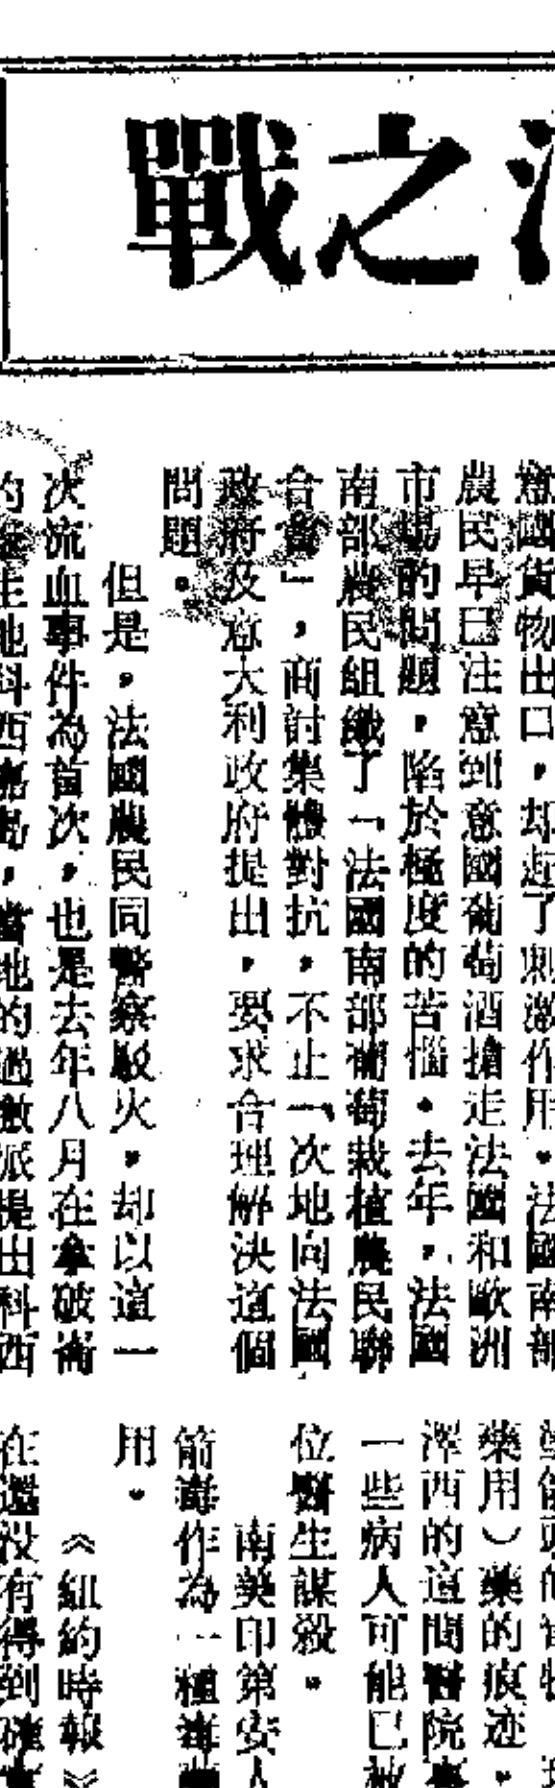 戰之
意國貨物出口，却起了刺激作用。法國南部
農民早已注意到意國葡萄酒搶走法國和歐洲
市場的問題，陷於極度的苦惱。去年，法國
南部農民組織了「法國南部葡萄栽植農民聯
合會」，商討集體對抗，不止一次地向法國
政府及意大利政府提出，要求合理解決這個
問題。
但是，法國農民同警察駁火，却以這一
次流血事件為首次，也是去年八月在拿破崙
地科西嘉島，當地的過激派提出科西
藥用）藥的痕迹。
澤西的這間醫院
一些病人可能已被
位醫生謀殺。
南美印第安人
箭毒作為一種毒藥
用。
《紐約時報》
在還沒有得到確